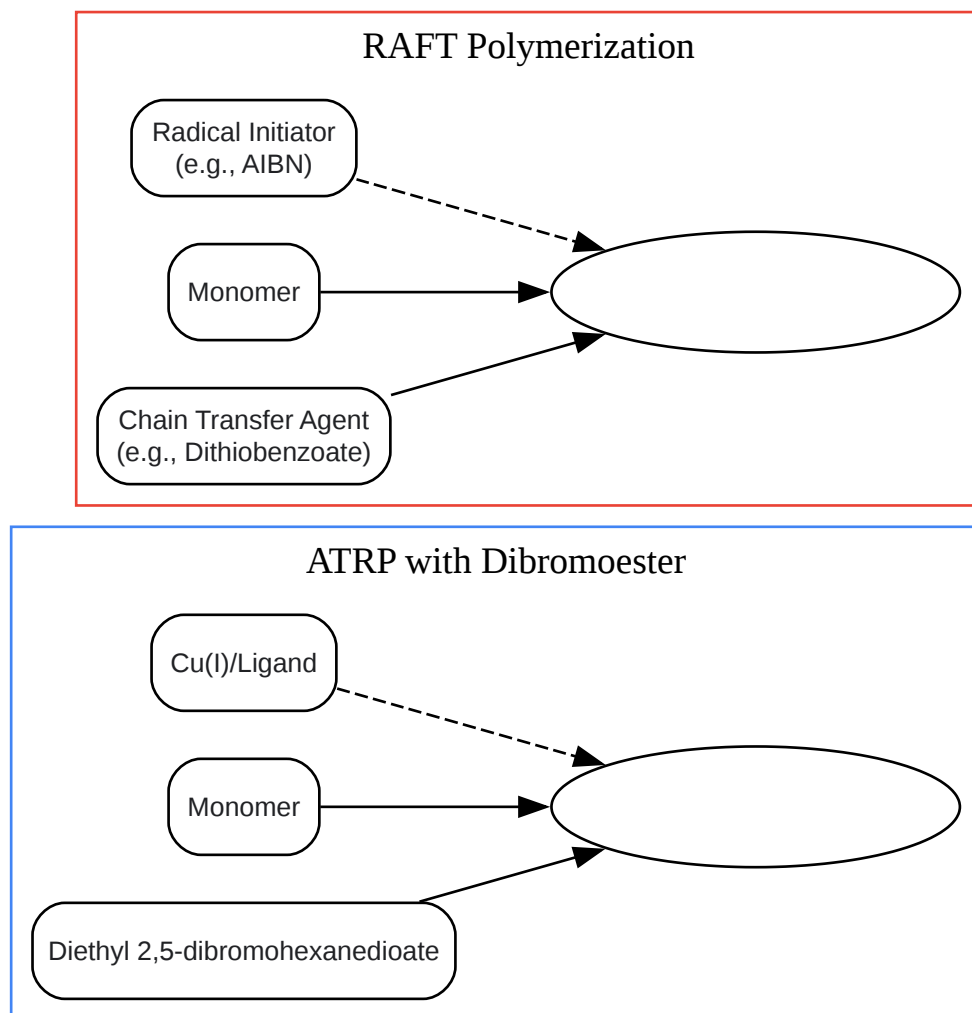 RAFT Polymerization
Radical Initiator
(e.g., AIBN)
Monomer
Chain Transfer Agent
(e.g., Dithiobenzoate)
ATRP with Dibromoester
Cu(I)/Ligand
Monomer
Diethyl 2,5-dibromohexanedioate